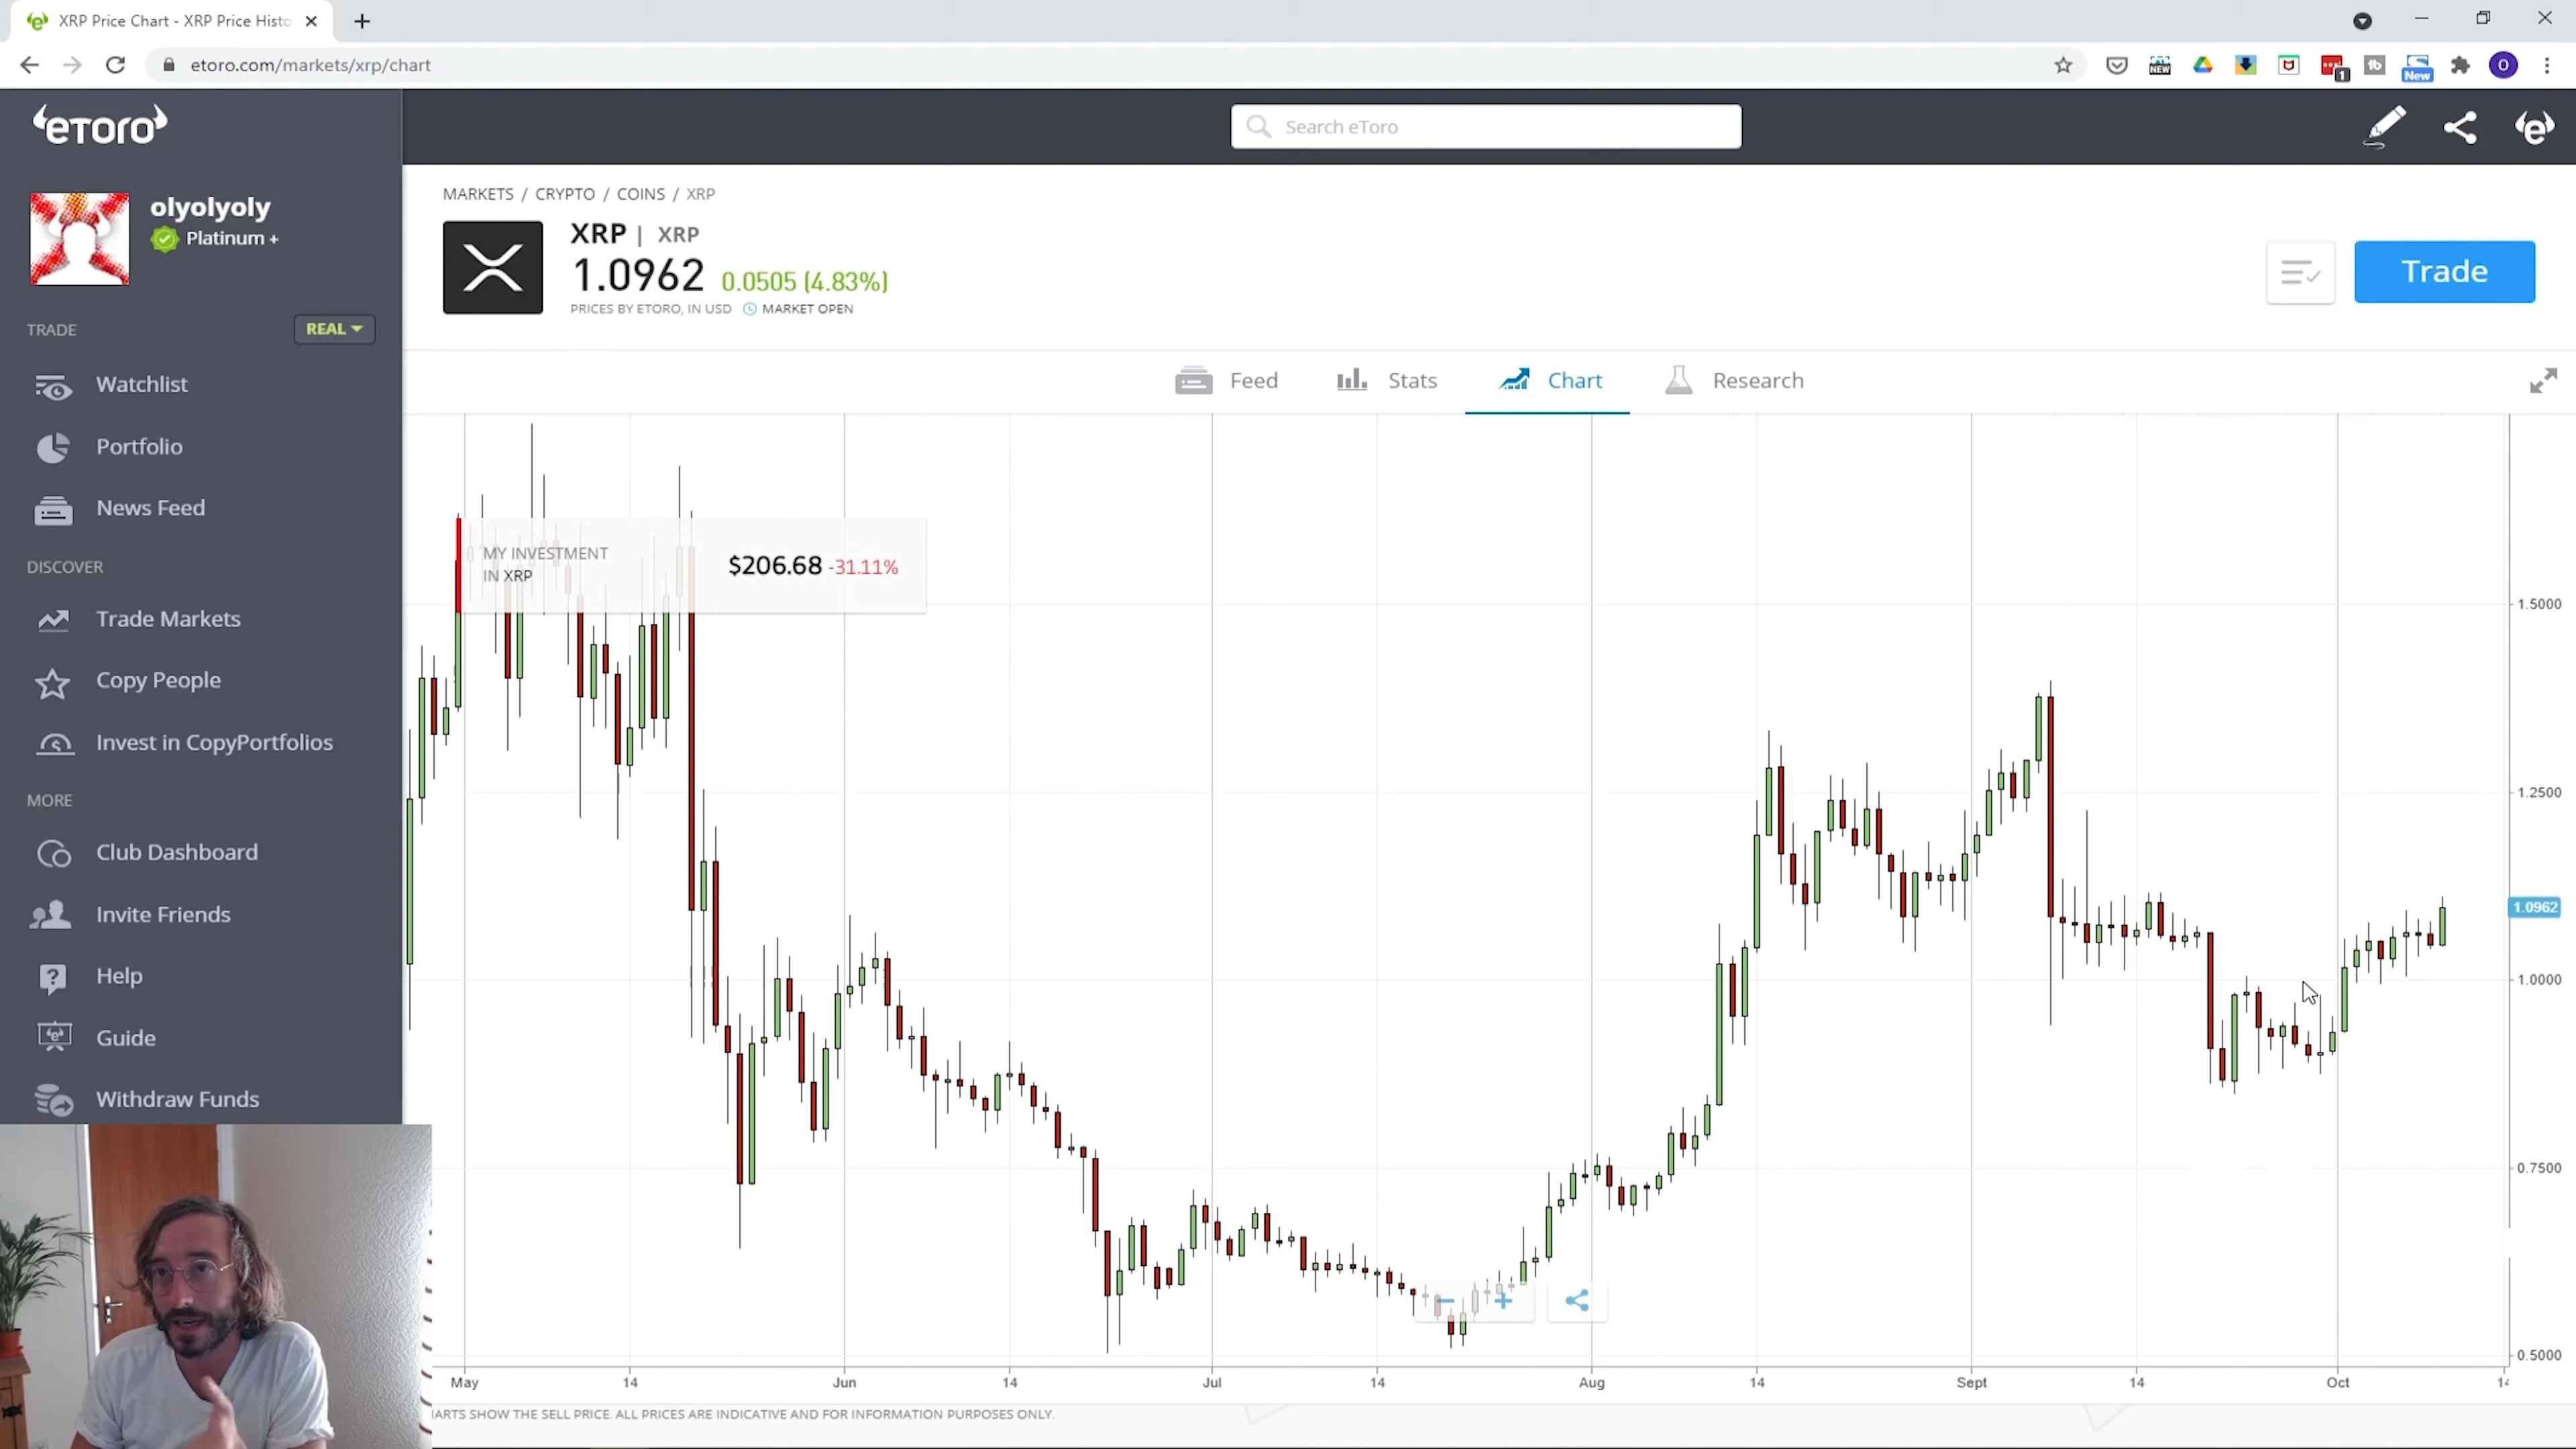 XRP Price Chart - XRP Price Histo
etoro.com/markets/xrp/chart
NEW
1
tb
New
O
eToro
Search eToro
e
olyolyoly
Platinum +
TRADE
REAL
Watchlist
Portfolio
News Feed
DISCOVER
Trade Markets
Copy People
Invest in CopyPortfolios
MORE
Club Dashboard
Invite Friends
Help
Guide
Withdraw Funds
MARKETS / CRYPTO / COINS / XRP
XRP | XRP
1.0962 0.0505 (4.83%)
PRICES BY ETORO, IN USD MARKET OPEN
Trade
Feed Stats Chart Research
MY INVESTMENT
IN XRP
$206.68 -31.11%
1.5000
1.2500
1.0962
1.0000
0.7500
0.5000
May 14 Jun 14 Jul 14 Aug 14 Sept 14 Oct 14
ARTS SHOW THE SELL PRICE. ALL PRICES ARE INDICATIVE AND FOR INFORMATION PURPOSES ONLY.